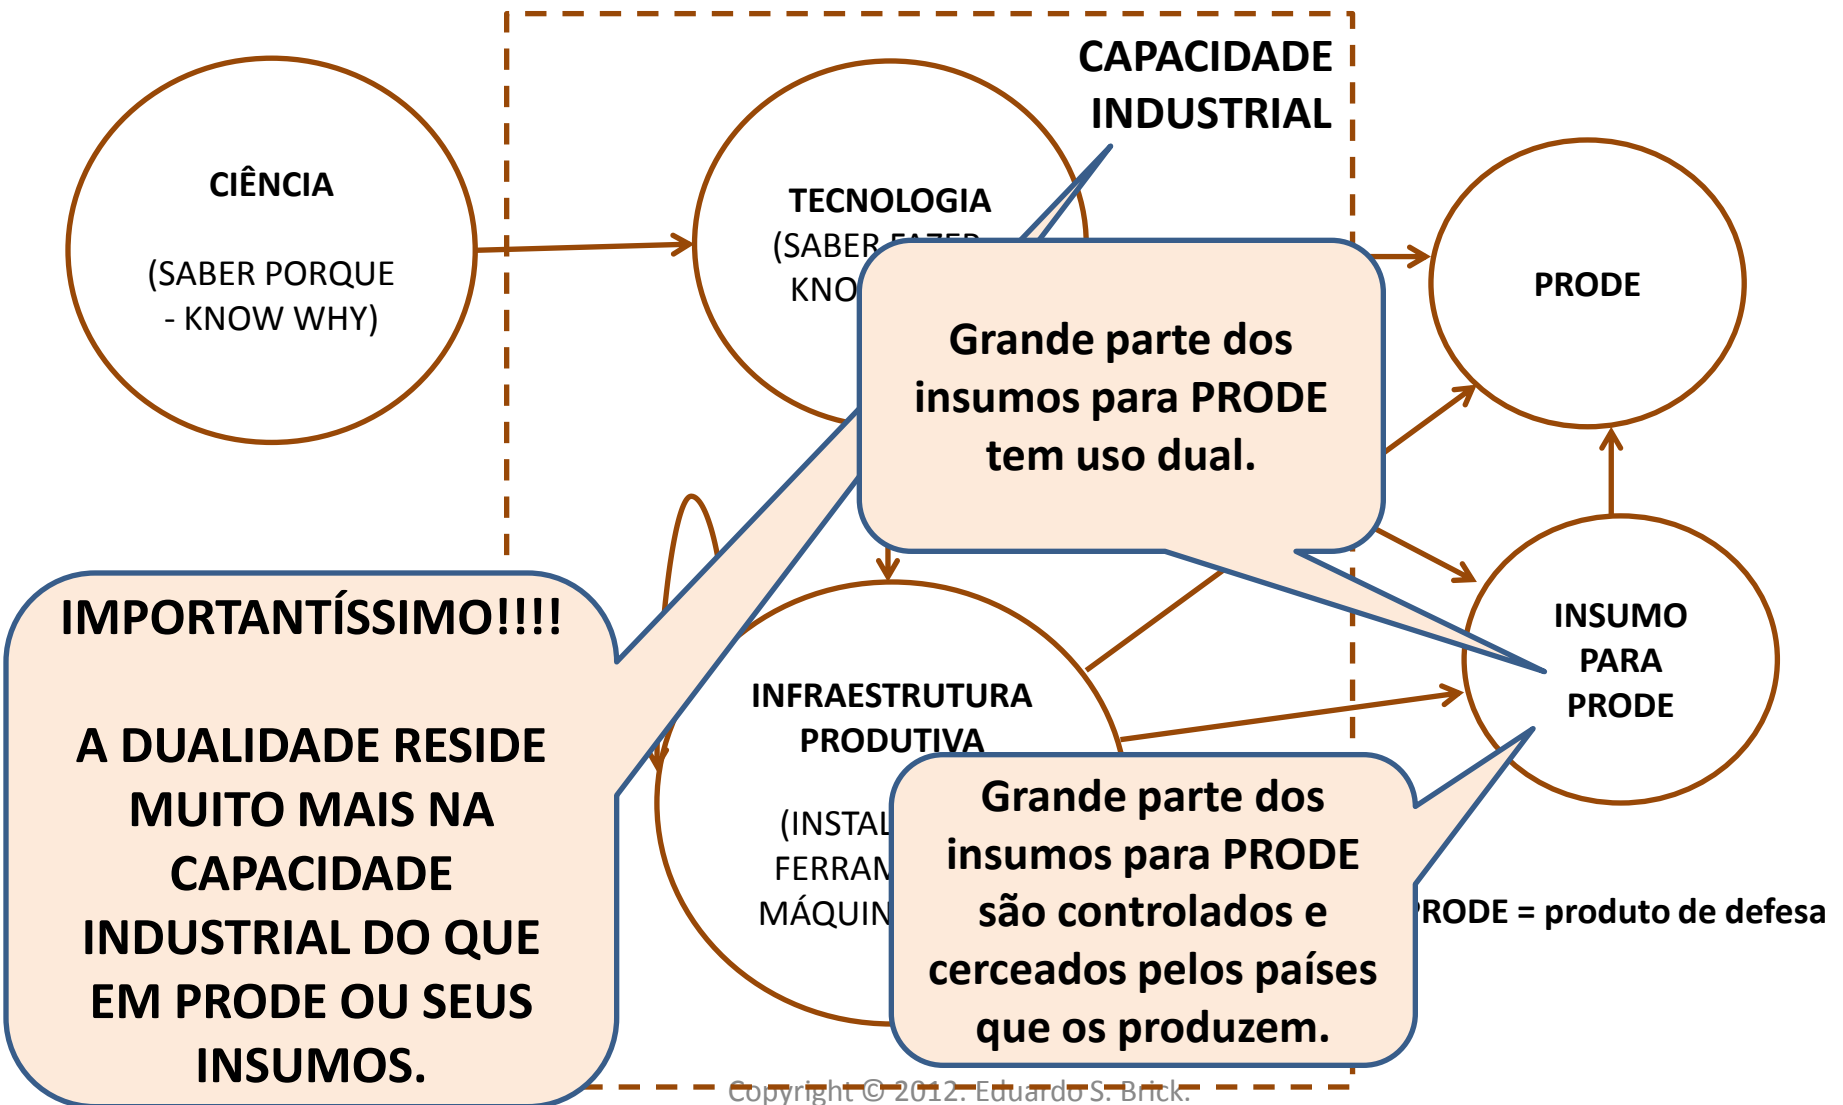 CAPACIDADE
INDUSTRIAL
CIÊNCIA
(SABER PORQUE
- KNOW WHY)
TECNOLOGIA
(SABER FAZER
PRODE
Grande parte dos
insumos para PRODE
tem uso dual.
IMPORTANTÍSSIMO!!!!
A DUALIDADE RESIDE
MUITO MAIS NA
CAPACIDADE
INDUSTRIAL DO QUE
EM PRODE OU SEUS
INSUMOS.
INFRAESTRUTURA
PRODUTIVA
INSUMO
PARA
PRODE
Grande parte dos
insumos para PRODE
são controlados e
cerceados pelos países
que os produzem.
PRODE = produto de defesa
Copyright © 2012. Eduardo S. Brick.